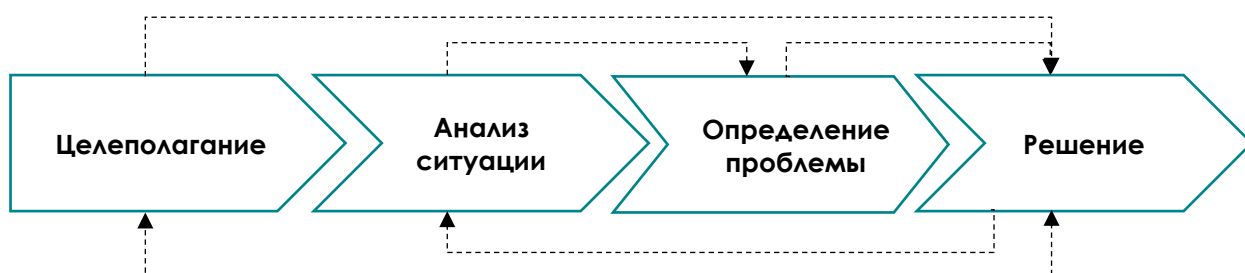 Целеполагание
Анализ
ситуации
Определение
проблемы
Решение